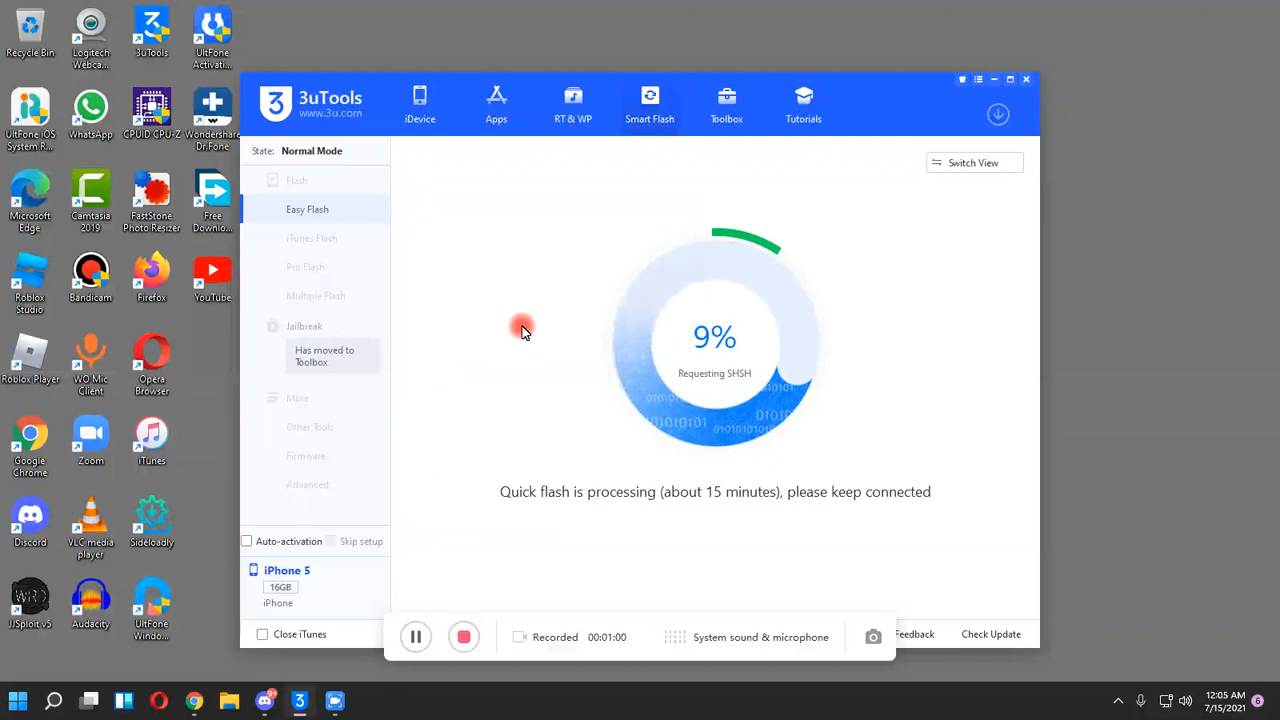 Recycle Bin
Logitech
Webca...
3uTools
UltFone
Activati...
UltFone iOS
System R...
WhatsApp
CPUID CPU-Z
Wondershare
Dr.Fone
Microsoft
Edge
Camtasia
2019
FastStone
Photo Resizer
Free
Downlo...
Roblox
Studio
Bandicam
Firefox
YouTube
Roblox Player
WO Mic
Client
Opera
Browser
Google
Chrome
Zoom
iTunes
Discord
VLC media
player
Sideloadly
JJSploit v5
Audacity
UltFone
Windo...
3
3uTools
www.3u.com
iDevice
Apps
RT & WP
Smart Flash
Toolbox
Tutorials
State: Normal Mode
Switch View
Flash
Easy Flash
iTunes Flash
Pro Flash
Multiple Flash
Jailbreak
Has moved to
Toolbox
More
Other Tools
Firmware
Advanced
9%
Requesting SHSH
Quick flash is processing (about 15 minutes), please keep connected
Auto-activation
Skip setup
iPhone 5
16GB
iPhone
Close iTunes
Recorded 00:01:00
System sound & microphone
Feedback
Check Update
12:05 AM
7/15/2021
6